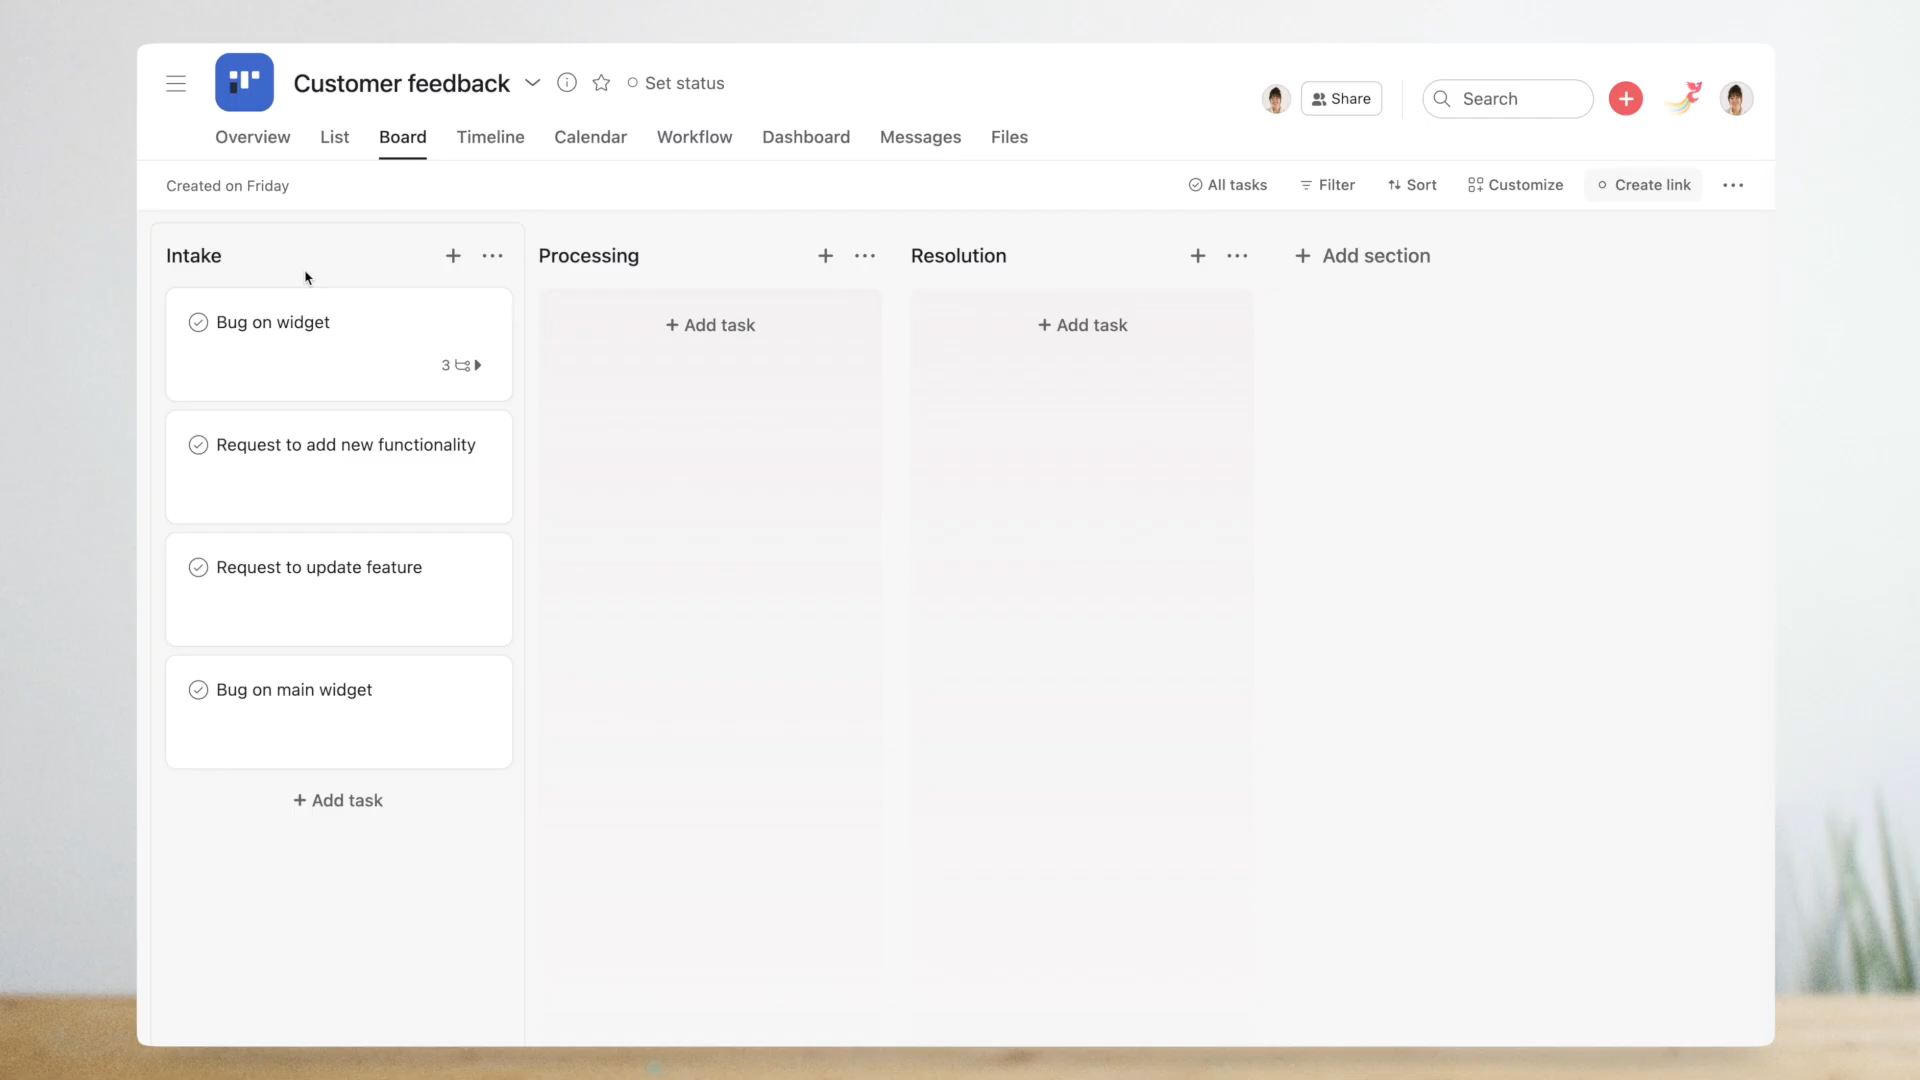 Customer feedback
Set status
Share
Search
Overview
List
Board
Timeline
Calendar
Workflow
Dashboard
Messages
Files
Created on Friday
All tasks
Filter
Sort
Customize
Create link
Intake
Bug on widget
3
Request to add new functionality
Request to update feature
Bug on main widget
+ Add task
Processing
+ Add task
Resolution
+ Add task
+ Add section